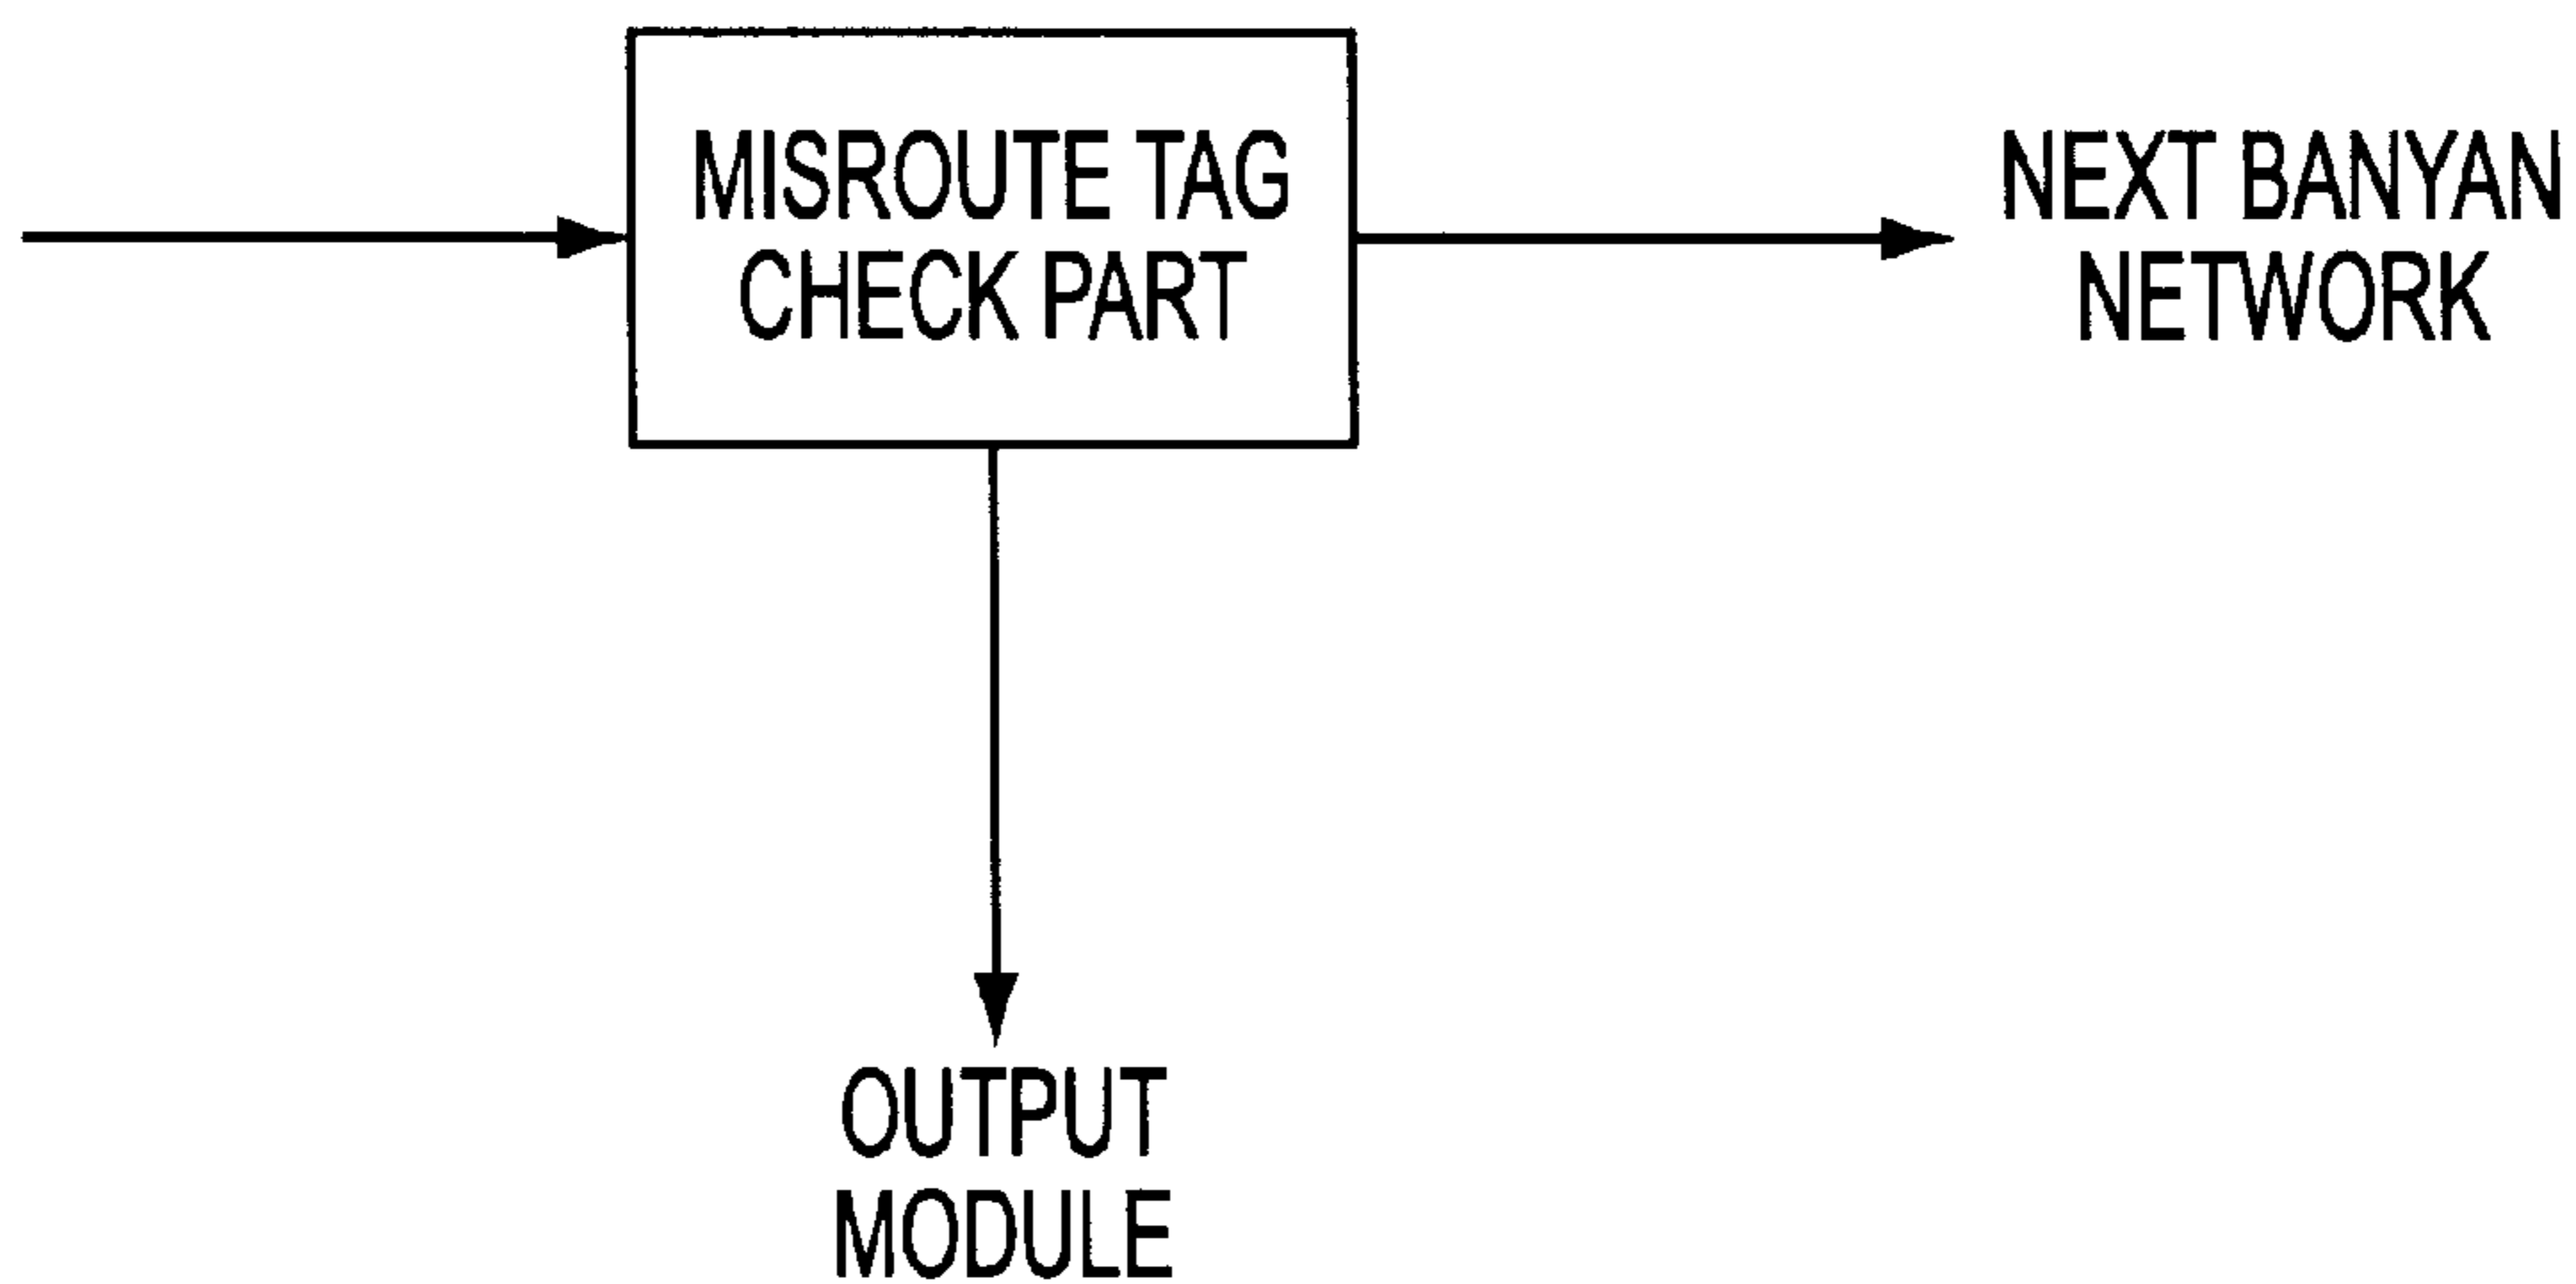 MISROUTE TAG
CHECK PART
NEXT BANYAN
NETWORK
OUTPUT
MODULE